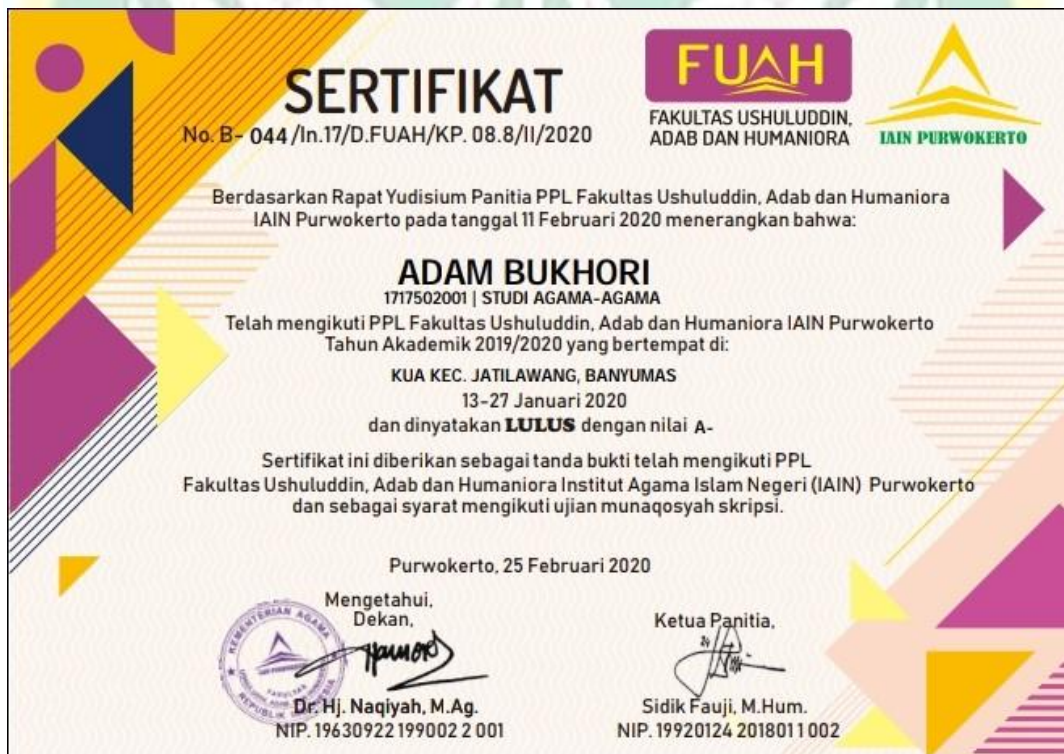 SERTIFIKAT
No. B- 044 /In.17/D.FUAH/KP. 08.8/II/2020
FUAH
FAKULTAS USHULUDDIN,
ADAB DAN HUMANIORA
IAIN PURWOKERTO
Berdasarkan Rapat Yudisium Panitia PPL Fakultas Ushuluddin, Adab dan Humaniora
IAIN Purwokerto pada tanggal 11 Februari 2020 menerangkan bahwa:
ADAM BUKHORI
1717502001 | STUDI AGAMA-AGAMA
Telah mengikuti PPL Fakultas Ushuluddin, Adab dan Humaniora IAIN Purwokerto
Tahun Akademik 2019/2020 yang bertempat di:
KUA KEC. JATILAWANG, BANYUMAS
13-27 Januari 2020
dan dinyatakan LULUS dengan nilai A-
Sertifikat ini diberikan sebagai tanda bukti telah mengikuti PPL
Fakultas Ushuluddin, Adab dan Humaniora Institut Agama Islam Negeri (IAIN) Purwokerto
dan sebagai syarat mengikuti ujian munaqosyah skripsi.
Purwokerto, 25 Februari 2020
Mengetahui,
Dekan,
KEMENTERIAN AGAMA
REPUBLIK INDONESIA
Dr. Hj. Naqiyah, M.Ag.
NIP. 19630922 199002 2 001
Ketua Panitia,
Sidik Fauji, M.Hum.
NIP. 19920124 201801 1 002